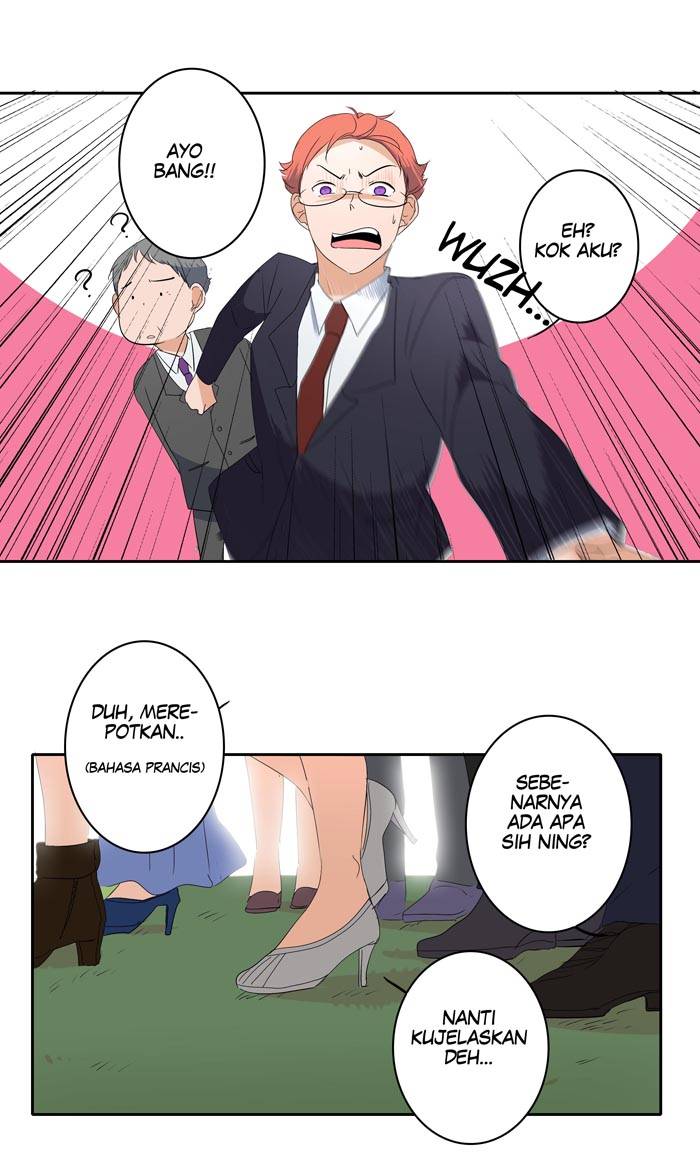 AYO
BANG!!
EH?
KOK AKU?
WUZH...
DUH, MERE-
POTKAN..
(BAHASA PRANCIS)
SEBE-
NARNYA
ADA APA
SIH NING?
NANTI
KUJELASKAN
DEH...